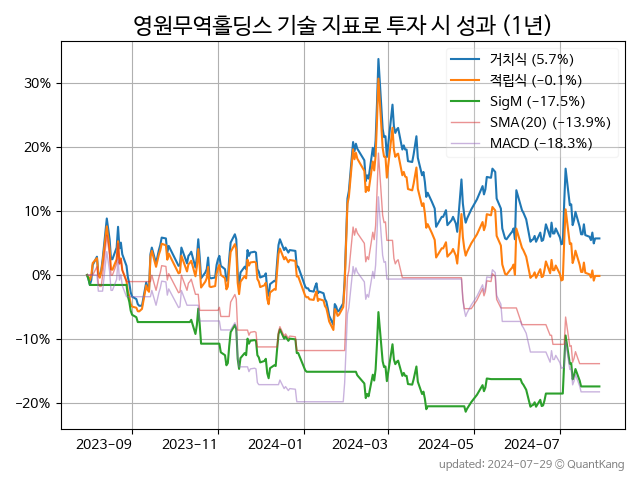 영원무역홀딩스 기술 지표로 투자 시 성과 (1년)
거치식 (5.7%)
적립식 (−0.1%)
SigM (−17.5%)
SMA(20) (−13.9%)
MACD (−18.3%)
30%
20%
10%
0%
−10%
−20%
2023-09 2023-11 2024-01 2024-03 2024-05 2024-07
updated: 2024-07-29 © QuantKang